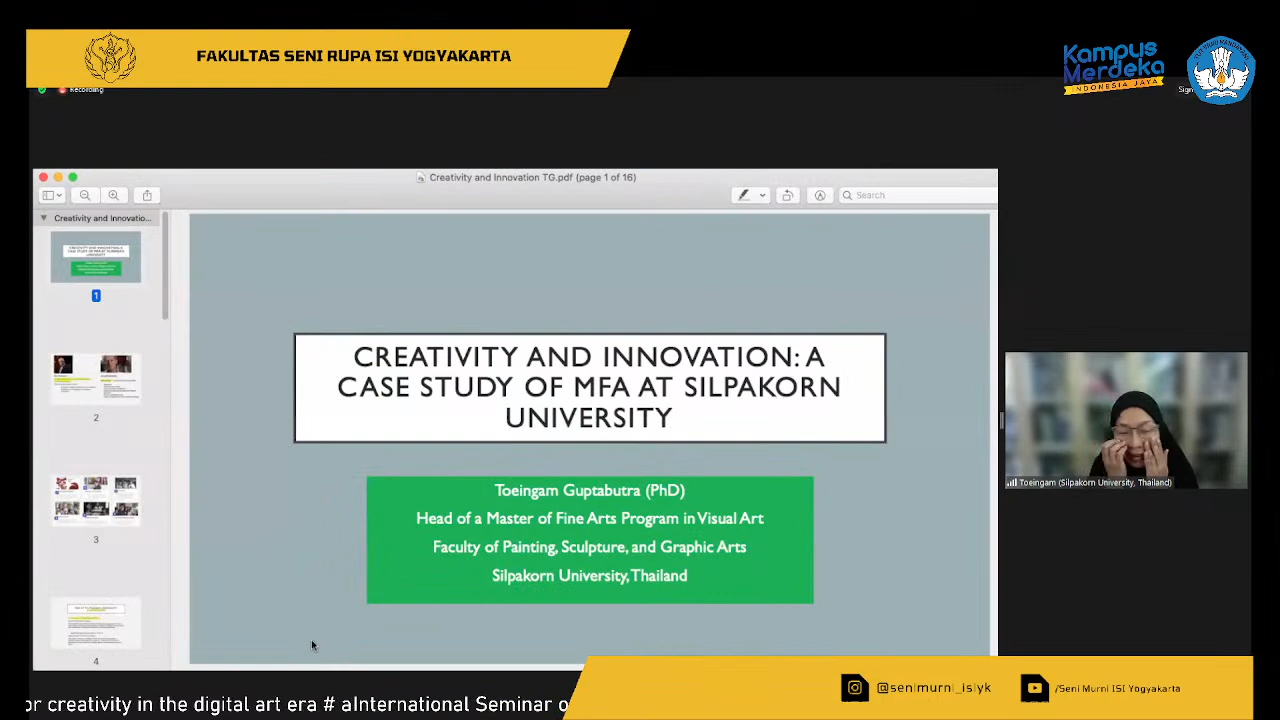 FAKULTAS SENI RUPA ISI YOGYAKARTA
Kampus
Merdeka
INDONESIA JAYA
Recording
Sign
Creativity and Innovation TG.pdf (page 1 of 16)
Search
Creativity and Innovatio...
1
2
3
4
CREATIVITY AND INNOVATION: A
CASE STUDY OF MFA AT SILPAKORN
UNIVERSITY
Toeingam Guptabutra (PhD)
Head of a Master of Fine Arts Program in Visual Art
Faculty of Painting, Sculpture, and Graphic Arts
Silpakorn University, Thailand
Toeingam (Silpakorn University, Thailand)
@senimurni_isiyk
/Seni Murni ISI Yogyakarta
or creativity in the digital art era # aInternational Seminar o